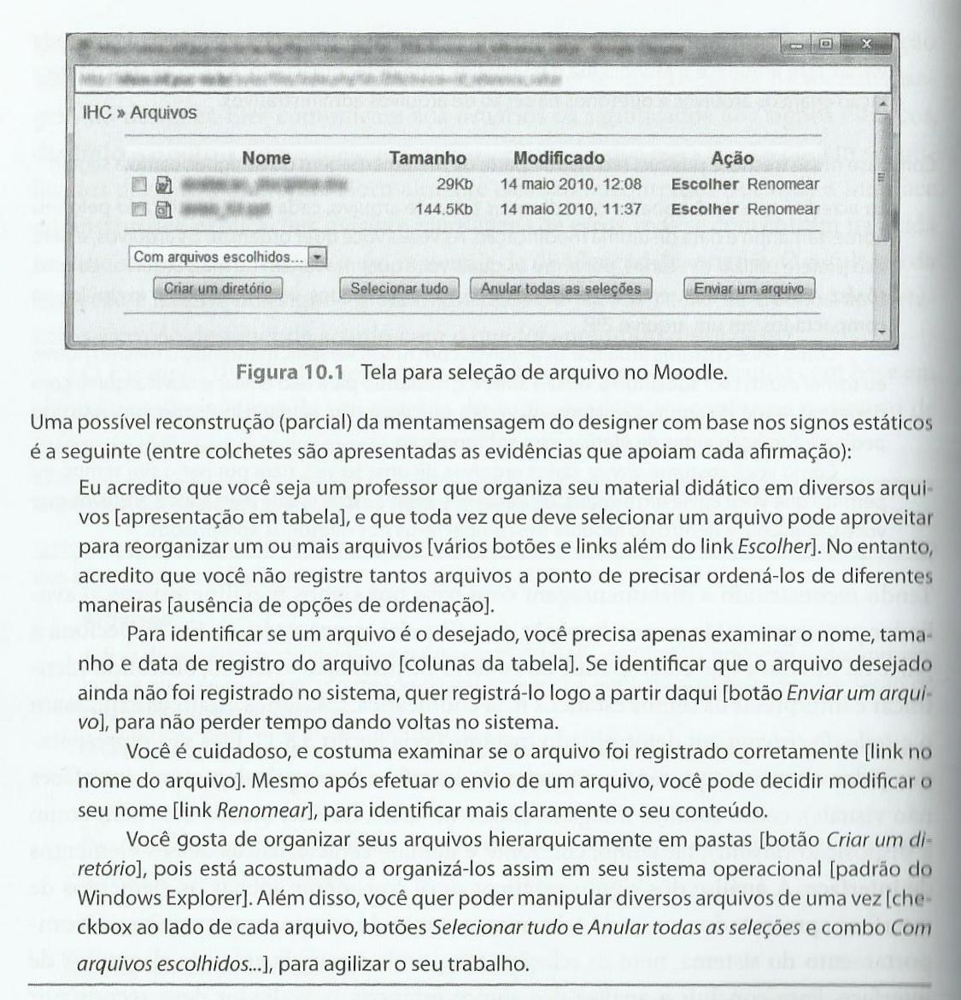 IHC » Arquivos
Nome Tamanho Modificado Ação
29Kb 14 maio 2010, 12:08 Escolher Renomear
144.5Kb 14 maio 2010, 11:37 Escolher Renomear
Com arquivos escolhidos...
Criar um diretório Selecionar tudo Anular todas as seleções Enviar um arquivo
Figura 10.1 Tela para seleção de arquivo no Moodle.
Uma possível reconstrução (parcial) da mentamensagem do designer com base nos signos estáticos
é a seguinte (entre colchetes são apresentadas as evidências que apoiam cada afirmação):
Eu acredito que você seja um professor que organiza seu material didático em diversos arqui-
vos [apresentação em tabela], e que toda vez que deve selecionar um arquivo pode aproveitar
para reorganizar um ou mais arquivos [vários botões e links além do link Escolher]. No entanto,
acredito que você não registre tantos arquivos a ponto de precisar ordená-los de diferentes
maneiras [ausência de opções de ordenação].
Para identificar se um arquivo é o desejado, você precisa apenas examinar o nome, tama-
nho e data de registro do arquivo [colunas da tabela]. Se identificar que o arquivo desejado
ainda não foi registrado no sistema, quer registrá-lo logo a partir daqui [botão Enviar um arqui-
vo], para não perder tempo dando voltas no sistema.
Você é cuidadoso, e costuma examinar se o arquivo foi registrado corretamente [link no
nome do arquivo]. Mesmo após efetuar o envio de um arquivo, você pode decidir modificar o
seu nome [link Renomear], para identificar mais claramente o seu conteúdo.
Você gosta de organizar seus arquivos hierarquicamente em pastas [botão Criar um di-
retório], pois está acostumado a organizá-los assim em seu sistema operacional [padrão do
Windows Explorer]. Além disso, você quer poder manipular diversos arquivos de uma vez [che-
ckbox ao lado de cada arquivo, botões Selecionar tudo e Anular todas as seleções e combo Com
arquivos escolhidos...], para agilizar o seu trabalho.